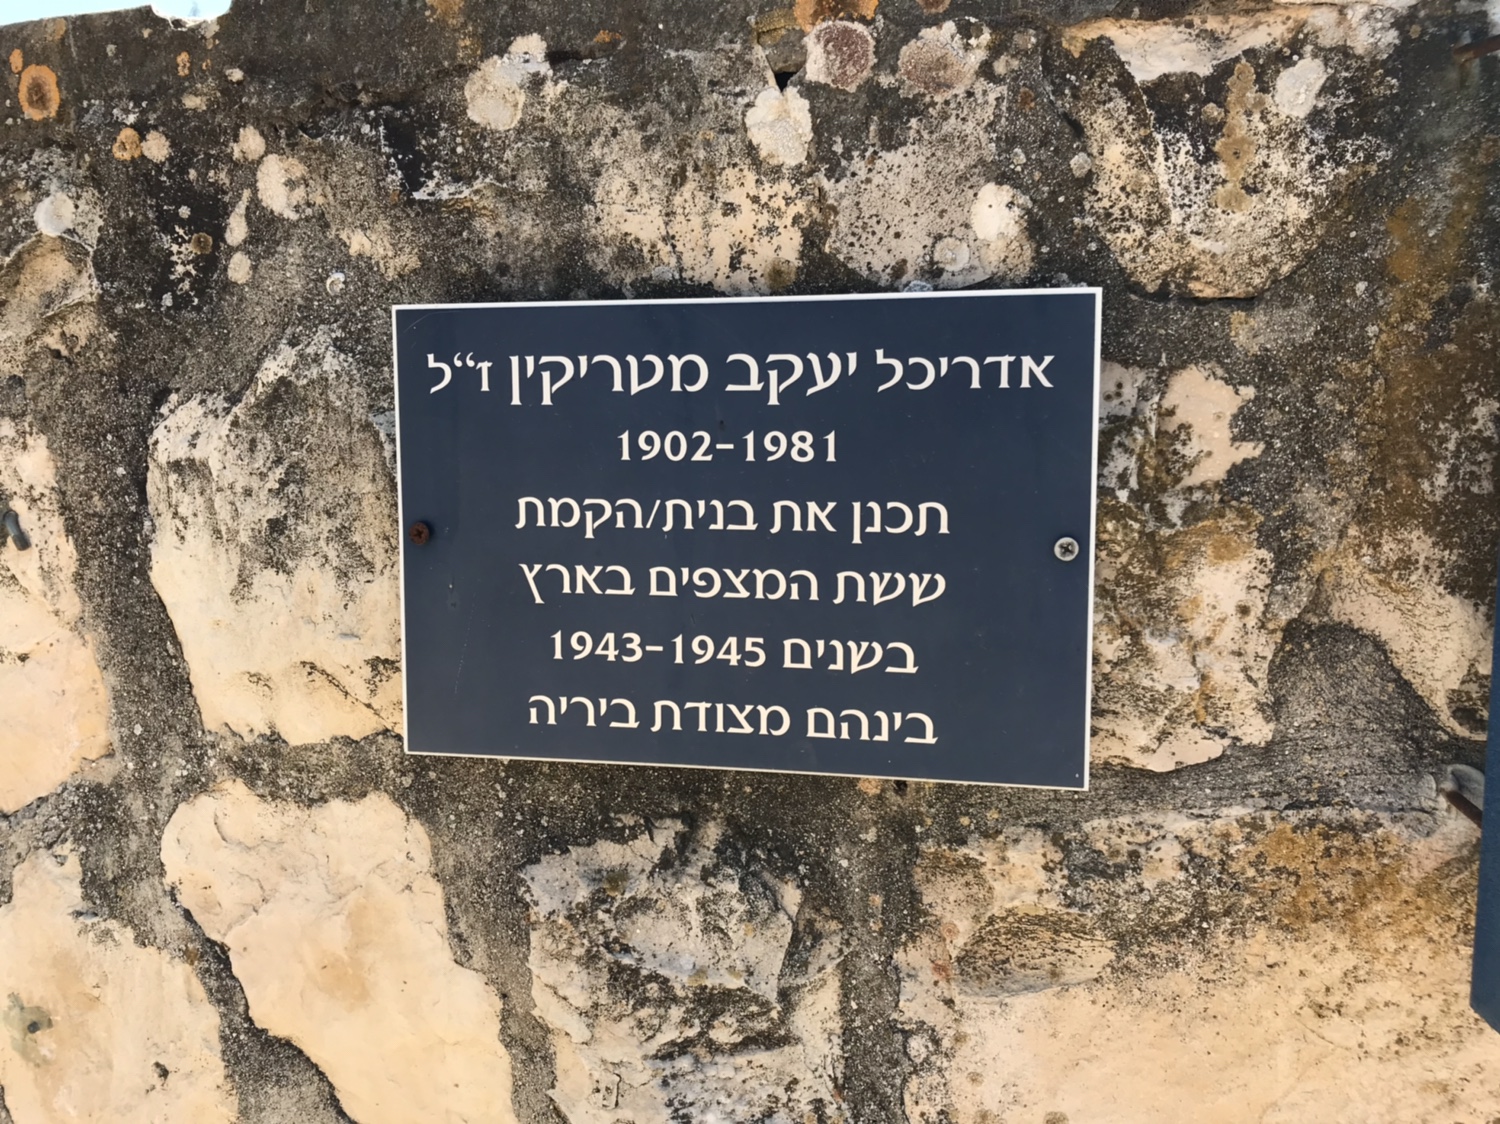 אדריכל יעקב מטריקין ז“ל
1902-1981
תכנן את בנית/הקמת
ששת המצפים בארץ
בשנים 1943-1945
בינהם מצודת ביריה